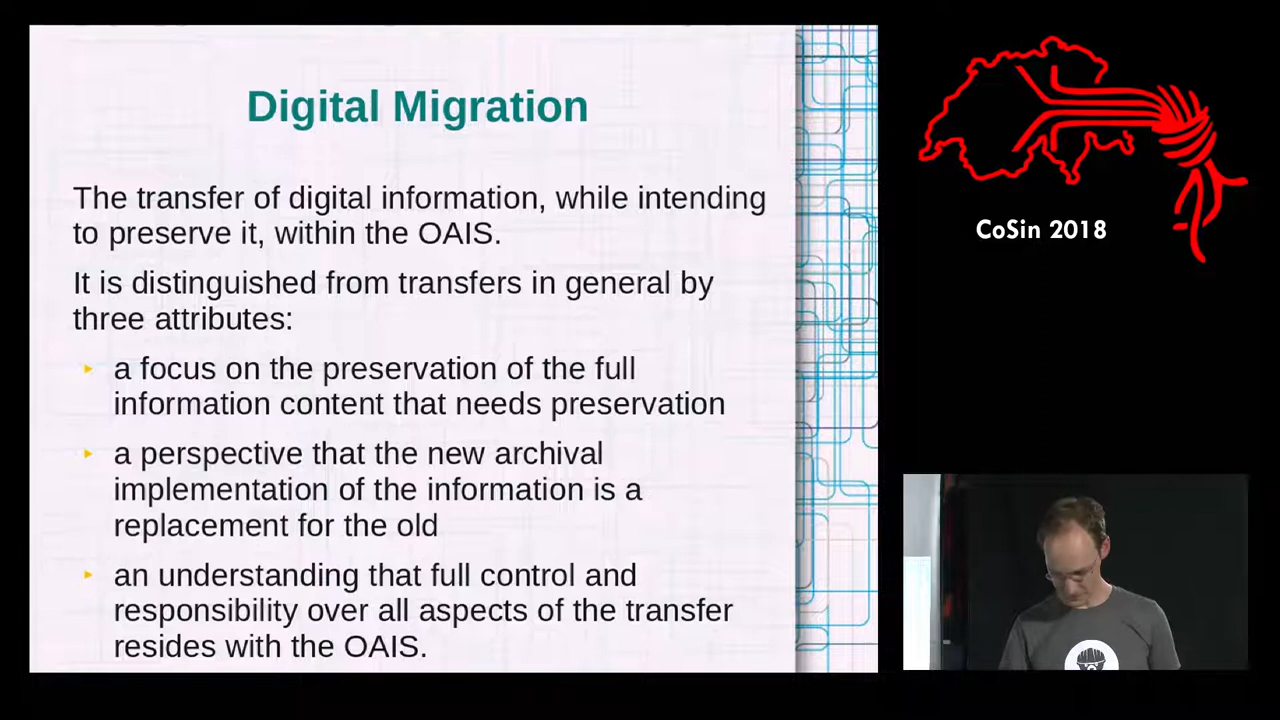 Digital Migration
The transfer of digital information, while intending
to preserve it, within the OAIS.
It is distinguished from transfers in general by
three attributes:
a focus on the preservation of the full
information content that needs preservation
a perspective that the new archival
implementation of the information is a
replacement for the old
an understanding that full control and
responsibility over all aspects of the transfer
resides with the OAIS.
CoSin 2018